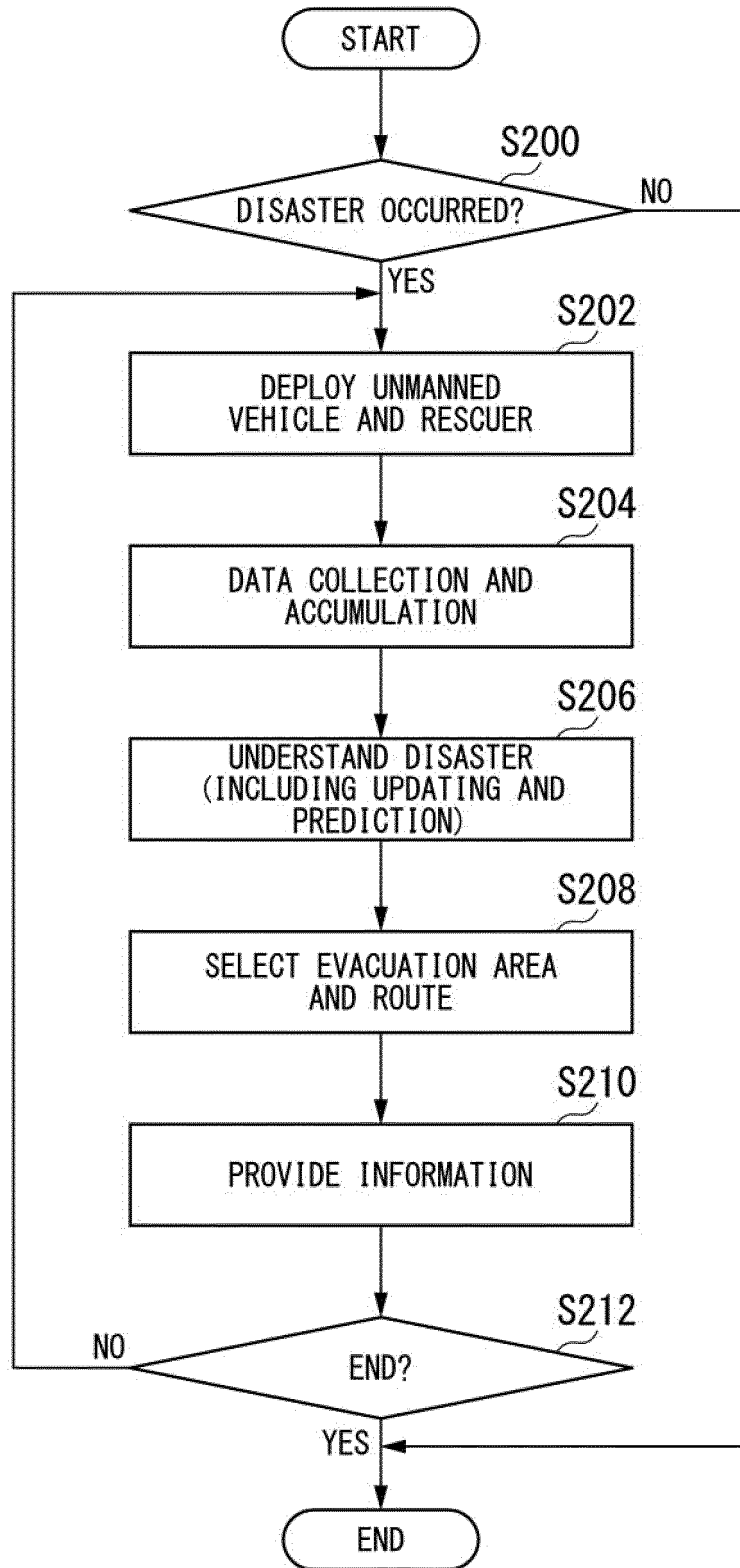 START
S200
DISASTER OCCURRED?
NO
YES
S202
DEPLOY UNMANNED
VEHICLE AND RESCUER
S204
DATA COLLECTION AND
ACCUMULATION
S206
UNDERSTAND DISASTER
(INCLUDING UPDATING AND
PREDICTION)
S208
SELECT EVACUATION AREA
AND ROUTE
S210
PROVIDE INFORMATION
S212
NO
END?
YES
END